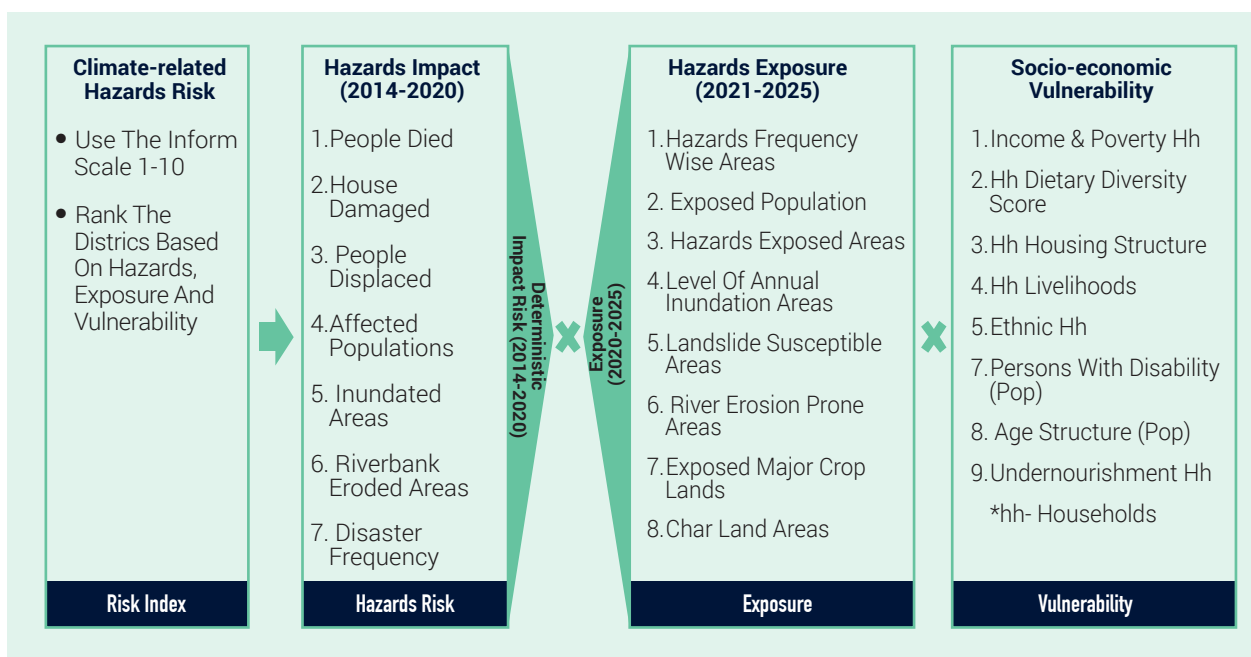 Climate-related
Hazards Risk
• Use The Inform
Scale 1-10
• Rank The
Districs Based
On Hazards,
Exposure And
Vulnerability
Risk Index
Hazards Impact
(2014-2020)
1.People Died
2.House
Damaged
3. People
Displaced
4.Affected
Populations
5. Inundated
Areas
6. Riverbank
Eroded Areas
7. Disaster
Frequency
Hazards Risk
Deterministic
Impact Risk (2014-2020)
Exposure
(2020-2025)
Hazards Exposure
(2021-2025)
1.Hazards Frequency
Wise Areas
2. Exposed Population
3. Hazards Exposed Areas
4.Level Of Annual
Inundation Areas
5.Landslide Susceptible
Areas
6. River Erosion Prone
Areas
7.Exposed Major Crop
Lands
8.Char Land Areas
Exposure
Socio-economic
Vulnerability
1.Income & Poverty Hh
2.Hh Dietary Diversity
Score
3.Hh Housing Structure
4.Hh Livelihoods
5.Ethnic Hh
7.Persons With Disability
(Pop)
8. Age Structure (Pop)
9.Undernourishment Hh
*hh- Households
Vulnerability